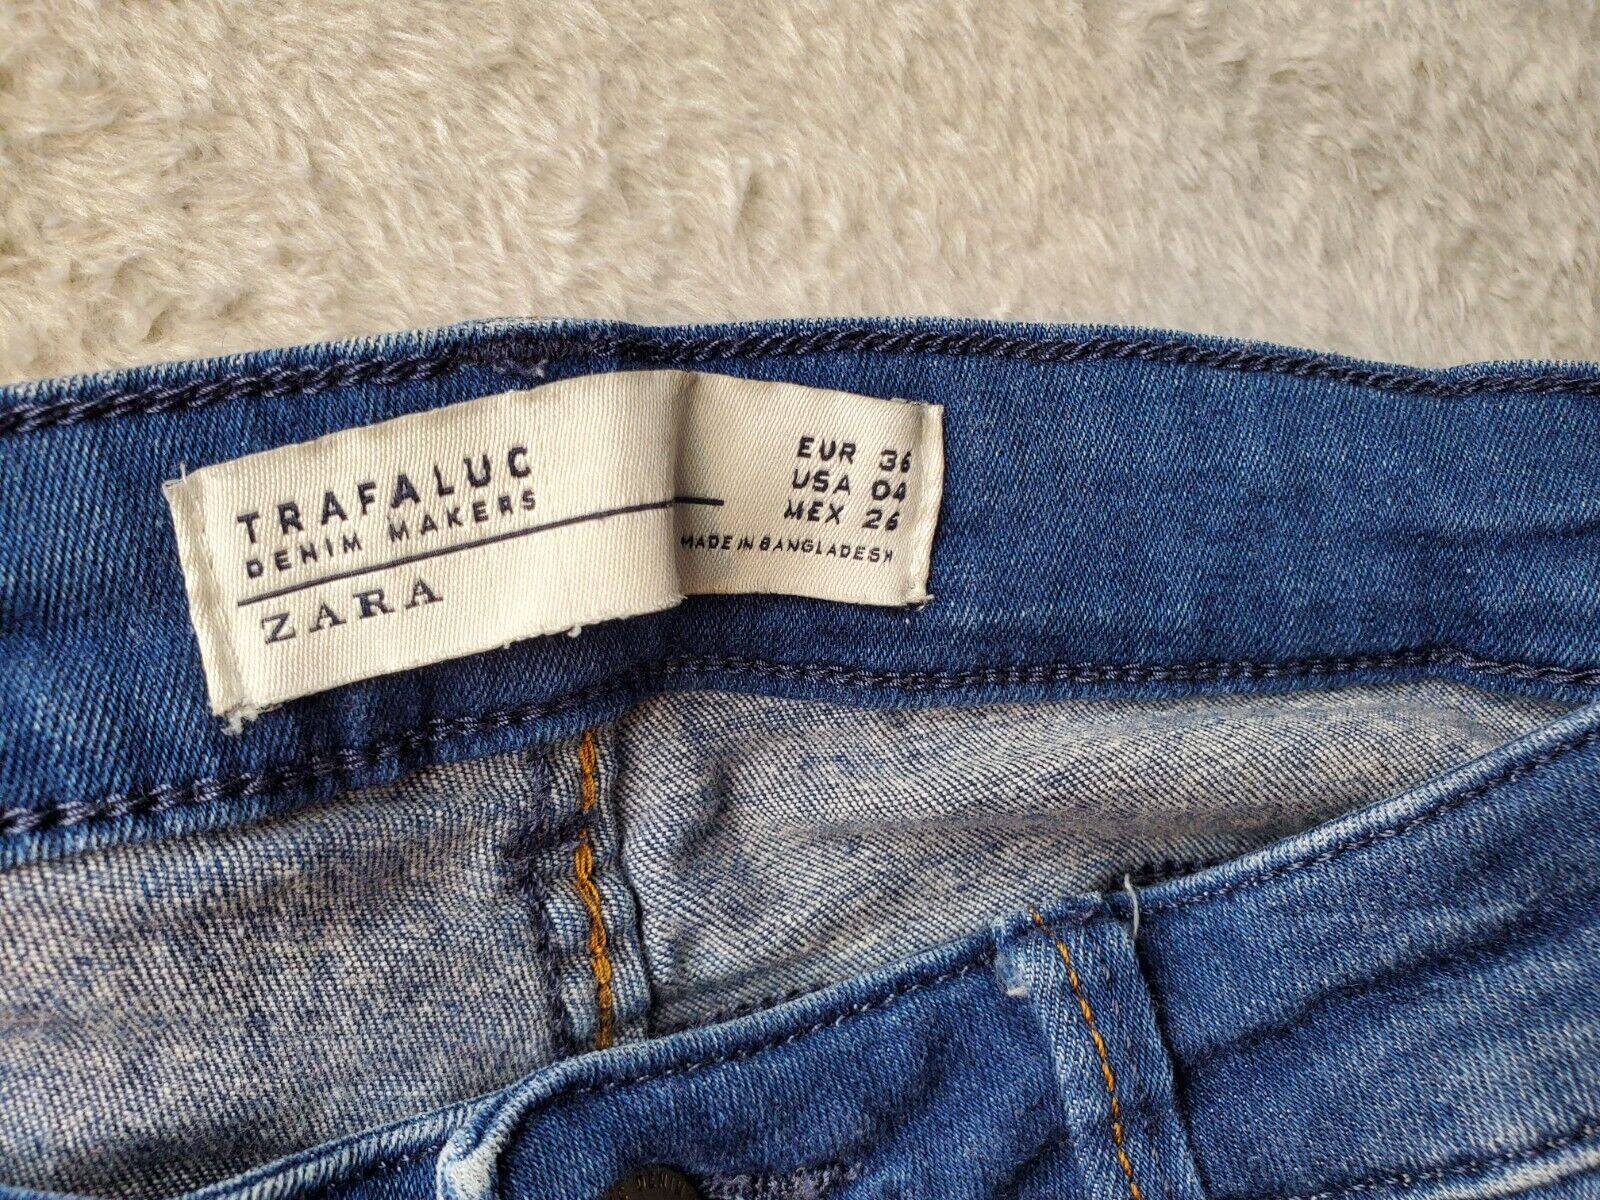 TRAFALUC
DENIM MAKERS
ZARA
EUR 36
USA 04
MEX 26
MADE IN BANGLADESH